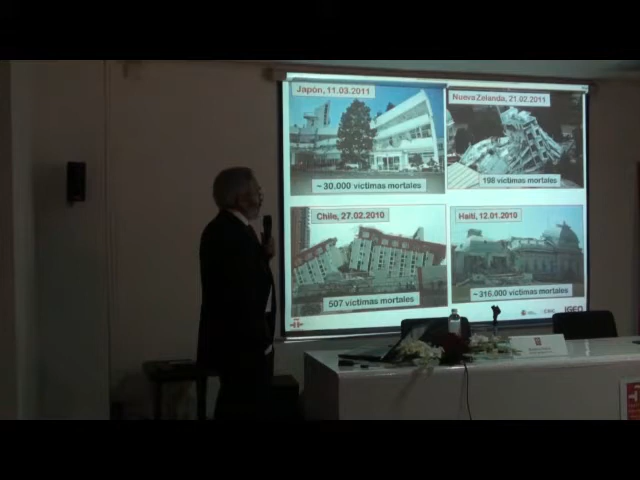 Japón, 11.03.2011
~ 30.000 víctimas mortales
Nueva Zelanda, 21.02.2011
198 víctimas mortales
Chile, 27.02.2010
507 víctimas mortales
Haití, 12.01.2010
~316.000 víctimas mortales
IGEO